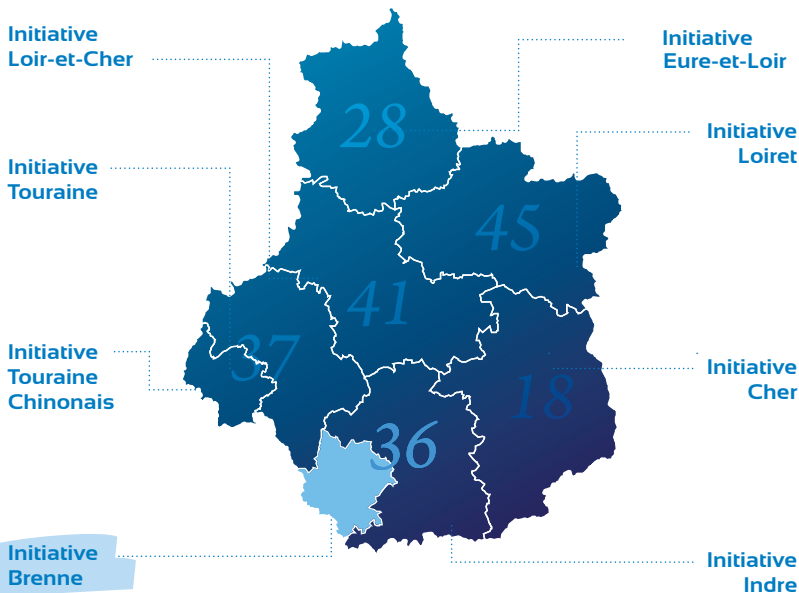 Initiative
Loir-et-Cher
Initiative
Eure-et-Loir
28
Initiative
Loiret
Initiative
Touraine
45
41
37
Initiative
Touraine
Chinonais
Initiative
Cher
18
36
Initiative
Brenne
Initiative
Indre